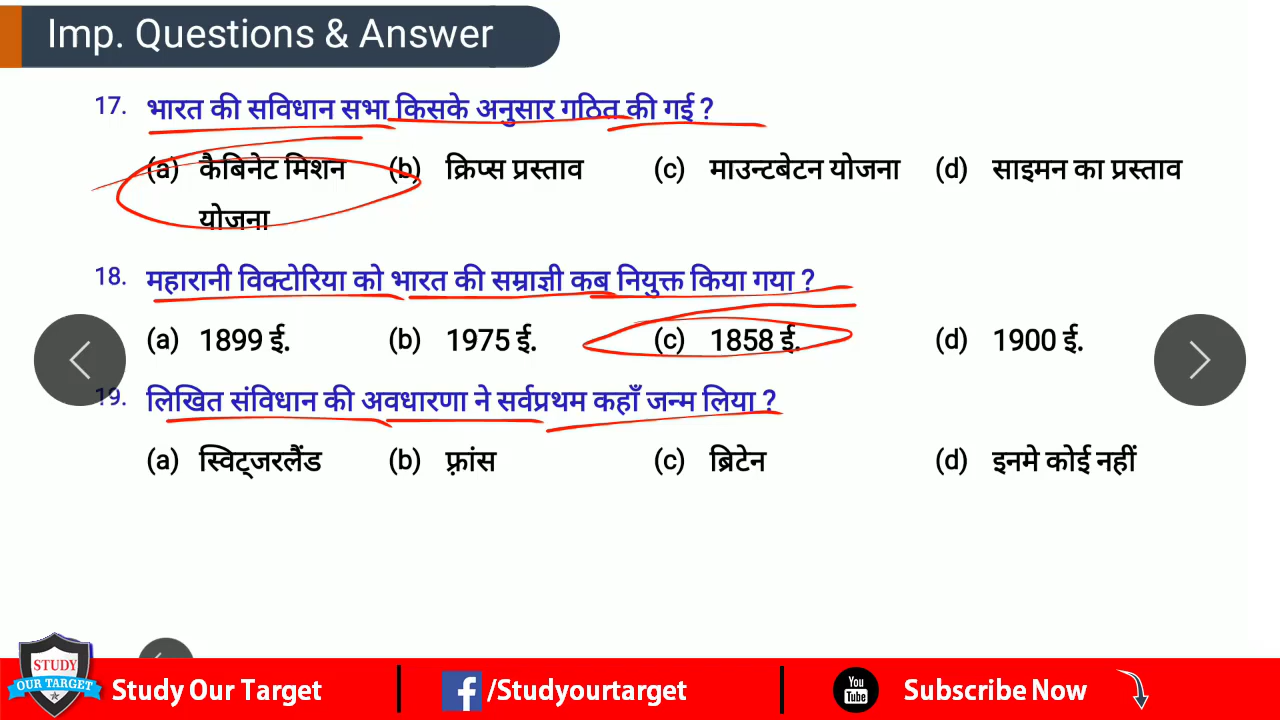 Imp. Questions & Answer
17. भारत की सविधान सभा किसके अनुसार गठित की गई ?
(a) कैबिनेट मिशन (b) क्रिप्स प्रस्ताव (c) माउन्टबेटन योजना (d) साइमन का प्रस्ताव
योजना
18. महारानी विक्टोरिया को भारत की सम्राज्ञी कब नियुक्त किया गया ?
(a) 1899 ई. (b) 1975 ई. (c) 1858 ई. (d) 1900 ई.
19. लिखित संविधान की अवधारणा ने सर्वप्रथम कहाँ जन्म लिया ?
(a) स्विट्जरलैंड (b) फ़्रांस (c) ब्रिटेन (d) इनमे कोई नहीं
STUDY
OUR TARGET
Study Our Target
f /Studyourtarget
You
Tube
Subscribe Now